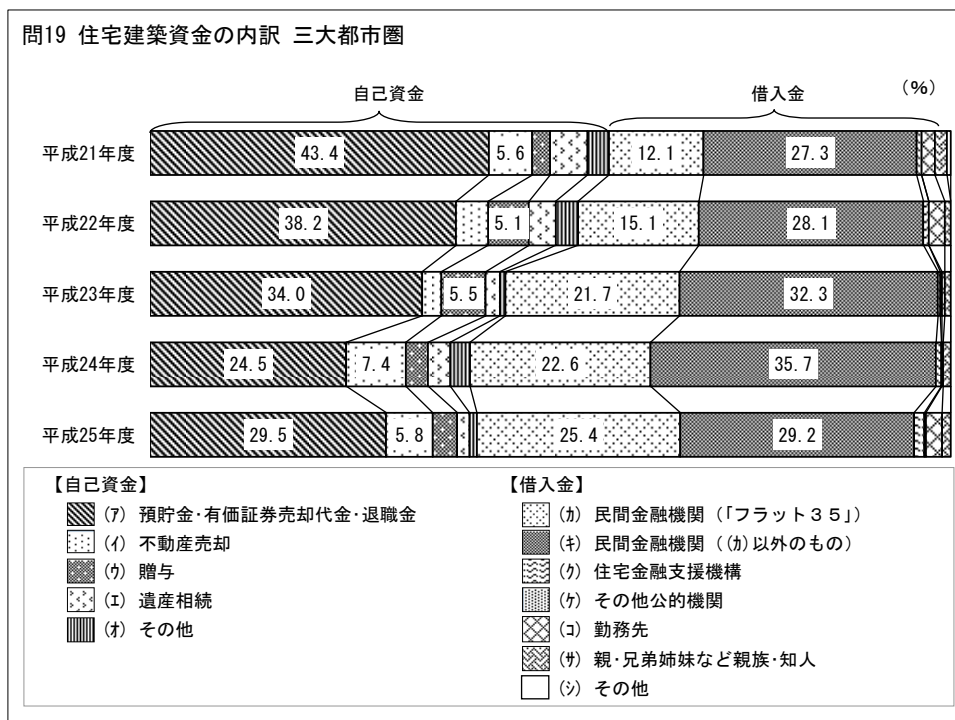 問19 住宅建築資金の内訳 三大都市圏
自己資金
借入金
(%)
平成21年度
43.4
5.6
12.1
27.3
平成22年度
38.2
5.1
15.1
28.1
平成23年度
34.0
5.5
21.7
32.3
平成24年度
24.5
7.4
22.6
35.7
平成25年度
29.5
5.8
25.4
29.2
【自己資金】
(ア) 預貯金・有価証券売却代金・退職金
(イ) 不動産売却
(ウ) 贈与
(エ) 遺産相続
(オ) その他
【借入金】
(カ) 民間金融機関(「フラット35」)
(キ) 民間金融機関((カ)以外のもの)
(ク) 住宅金融支援機構
(ケ) その他公的機関
(コ) 勤務先
(サ) 親・兄弟姉妹など親族・知人
(シ) その他